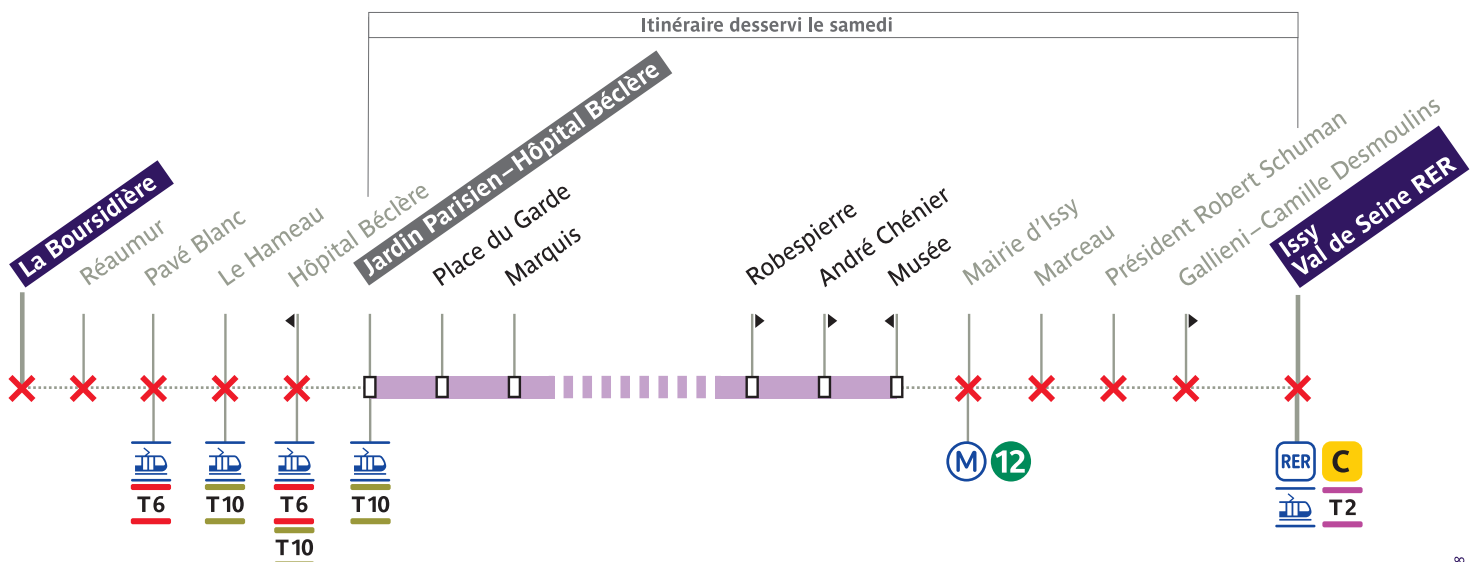 Itinéraire desservi le samedi
La Boursidière
Réaumur
Pavé Blanc
Le Hameau
Hôpital Béclère
Jardin Parisien–Hôpital Béclère
Place du Garde
Marquis
Robespierre
André Chénier
Musée
Mairie d'Issy
Marceau
Président Robert Schuman
Gallieni–Camille Desmoulins
Issy
Val de Seine RER
T6
T10
T6
T10
T10
M 12
RER C
T2
8